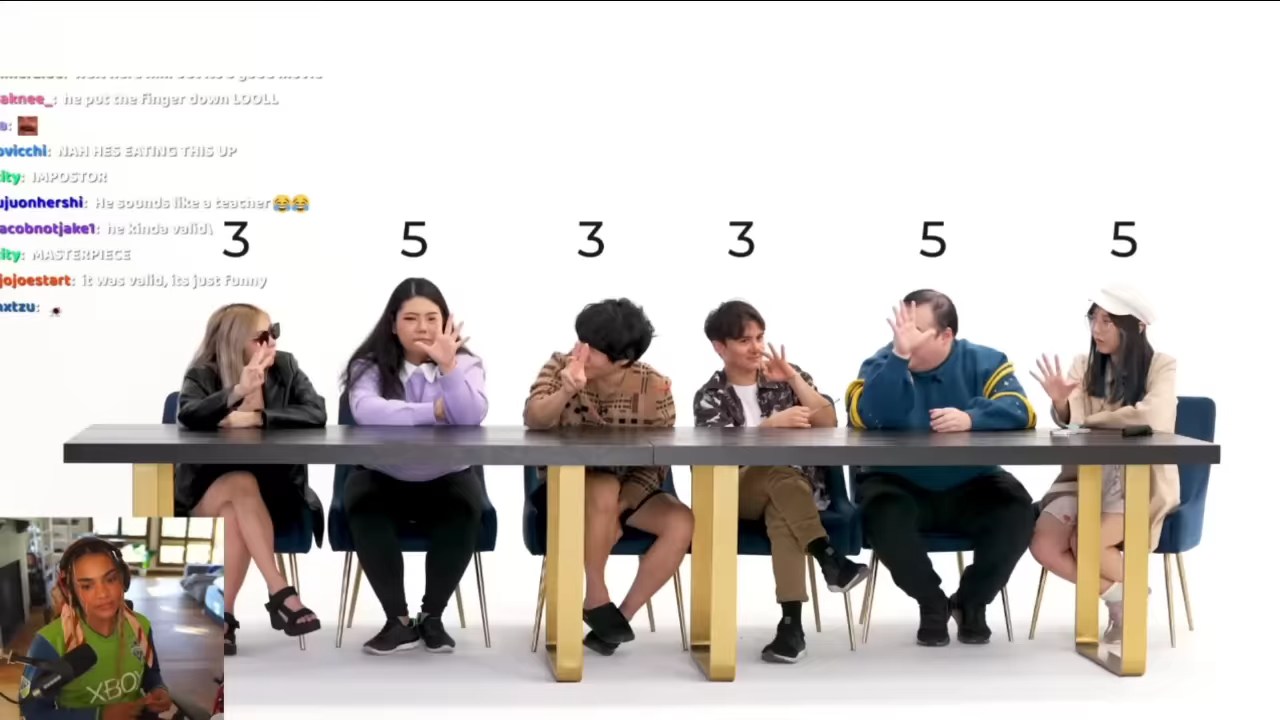 aknee_: he put the finger down LOOLL
ovicchi: NAH HES EATING THIS UP
ity: IMPOSTOR
ujuonhershi: He sounds like a teacher😂😂
acobnotjake1: he kinda valid\
ity: MASTERPIECE
jojoestart: it was valid, its just funny
axtzu:
3 5 3 3 5 5
XBO